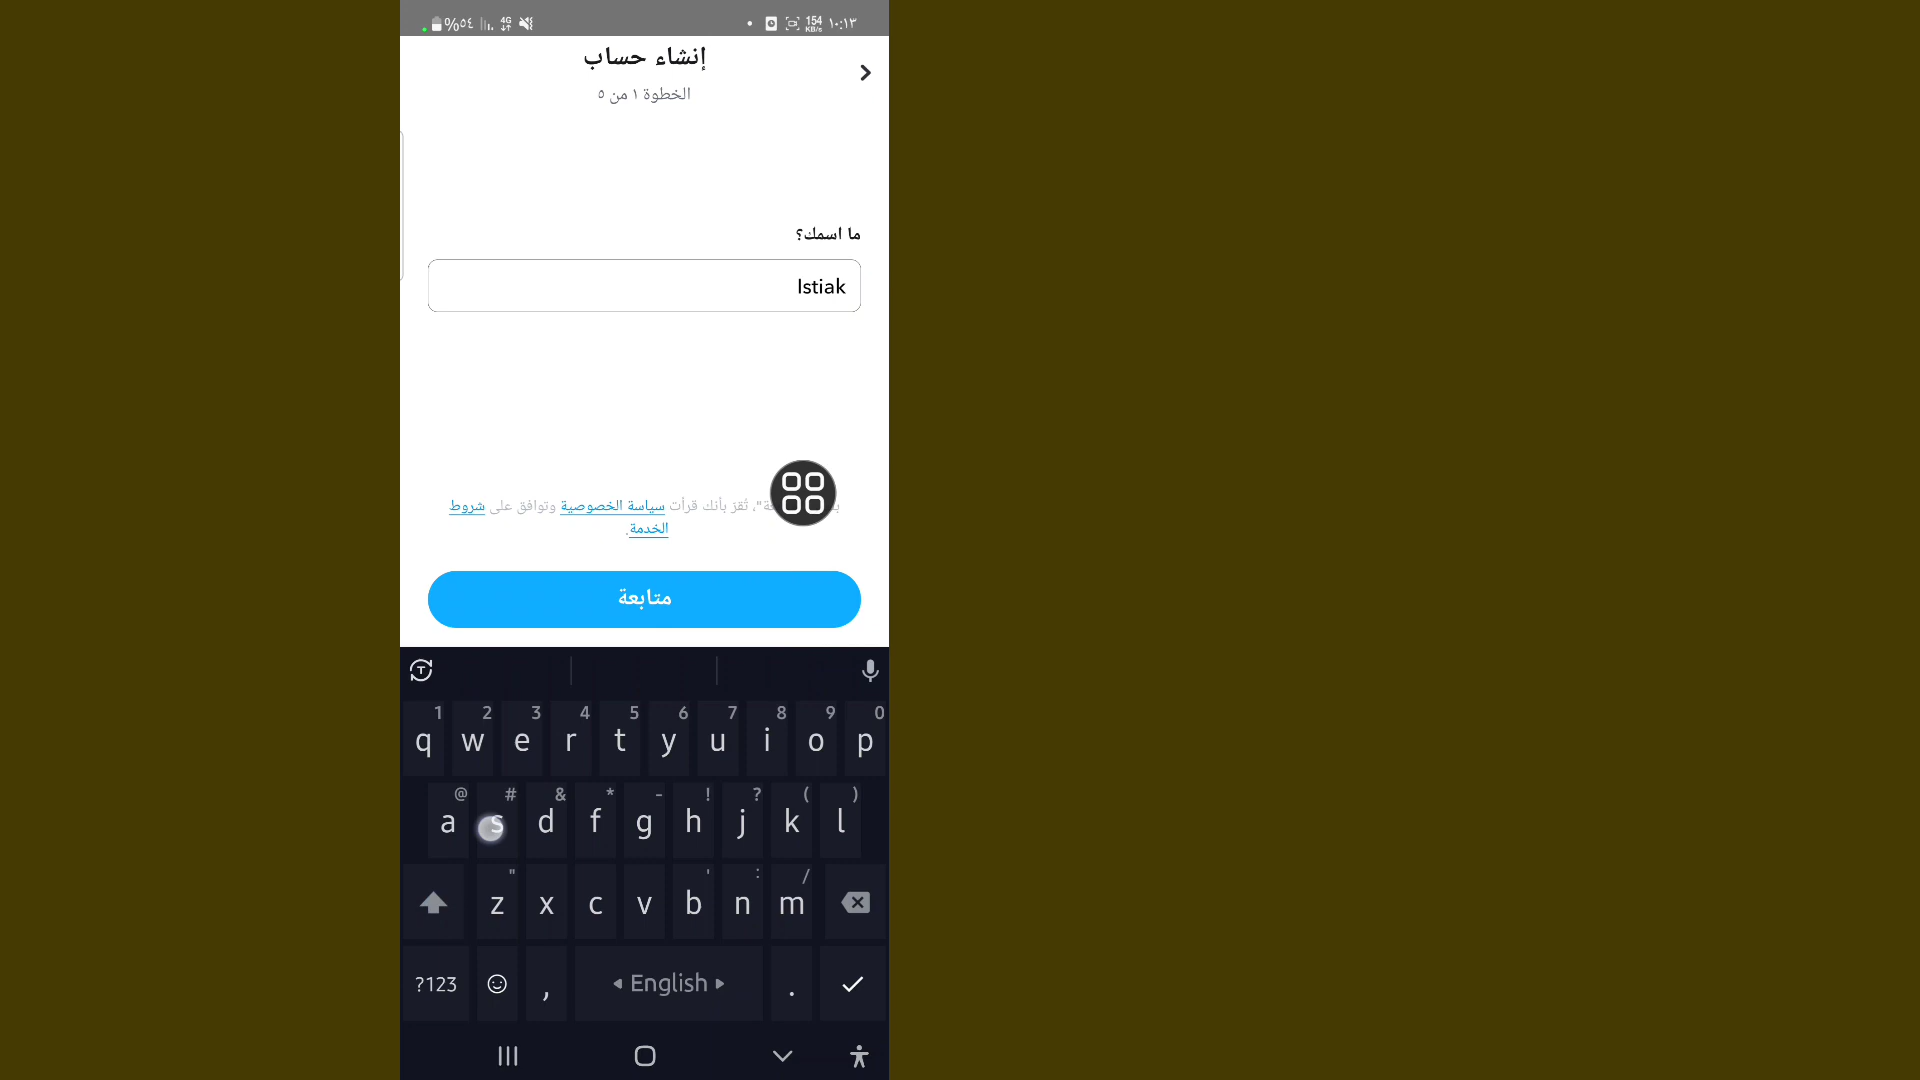 %٥٤ 4G 154 KB/s ١٠:١٣
إنشاء حساب
الخطوة ١ من ٥
ما اسمك؟
Istiak
ة"، تُقرّ بأنك قرأت سياسة الخصوصية وتوافق على شروط
الخدمة.
متابعة
1 2 3 4 5 6 7 8 9 0
q w e r t y u i o p
@ # & * - ! ? ( )
a s d f g h j k l
" ' : /
z x c v b n m
?123 , English .